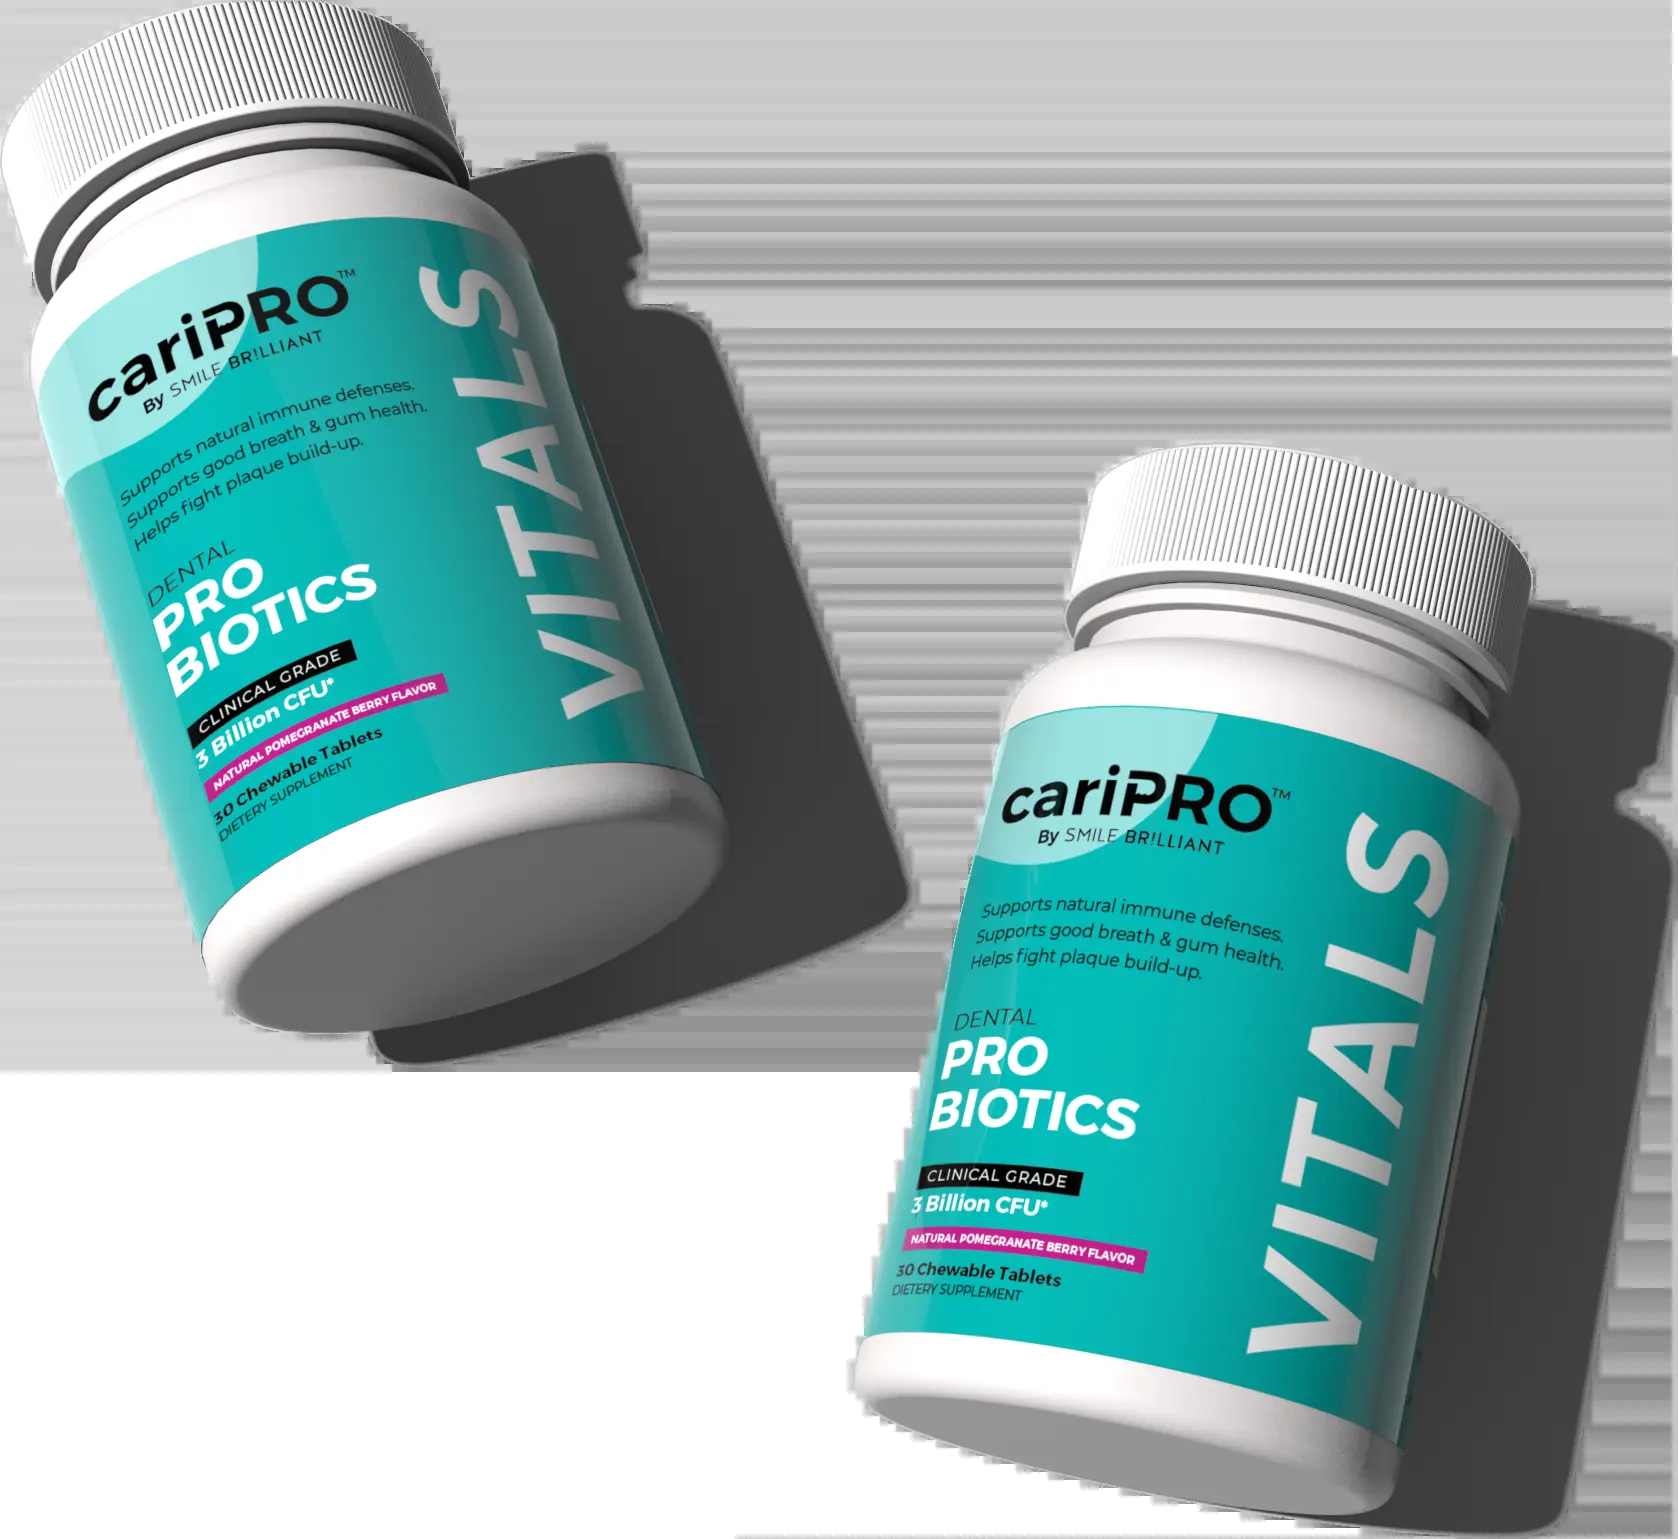 cariPRO™
By SMILE BR!LLIANT
Supports natural immune defenses.
Supports good breath & gum health.
Helps fight plaque build-up.
DENTAL
PRO
BIOTICS
CLINICAL GRADE
3 Billion CFU*
NATURAL POMEGRANATE BERRY FLAVOR
30 Chewable Tablets
DIETERY SUPPLEMENT
VITALS
cariPRO™
By SMILE BR!LLIANT
Supports natural immune defenses.
Supports good breath & gum health.
Helps fight plaque build-up.
DENTAL
PRO
BIOTICS
CLINICAL GRADE
3 Billion CFU*
NATURAL POMEGRANATE BERRY FLAVOR
30 Chewable Tablets
DIETERY SUPPLEMENT
VITALS